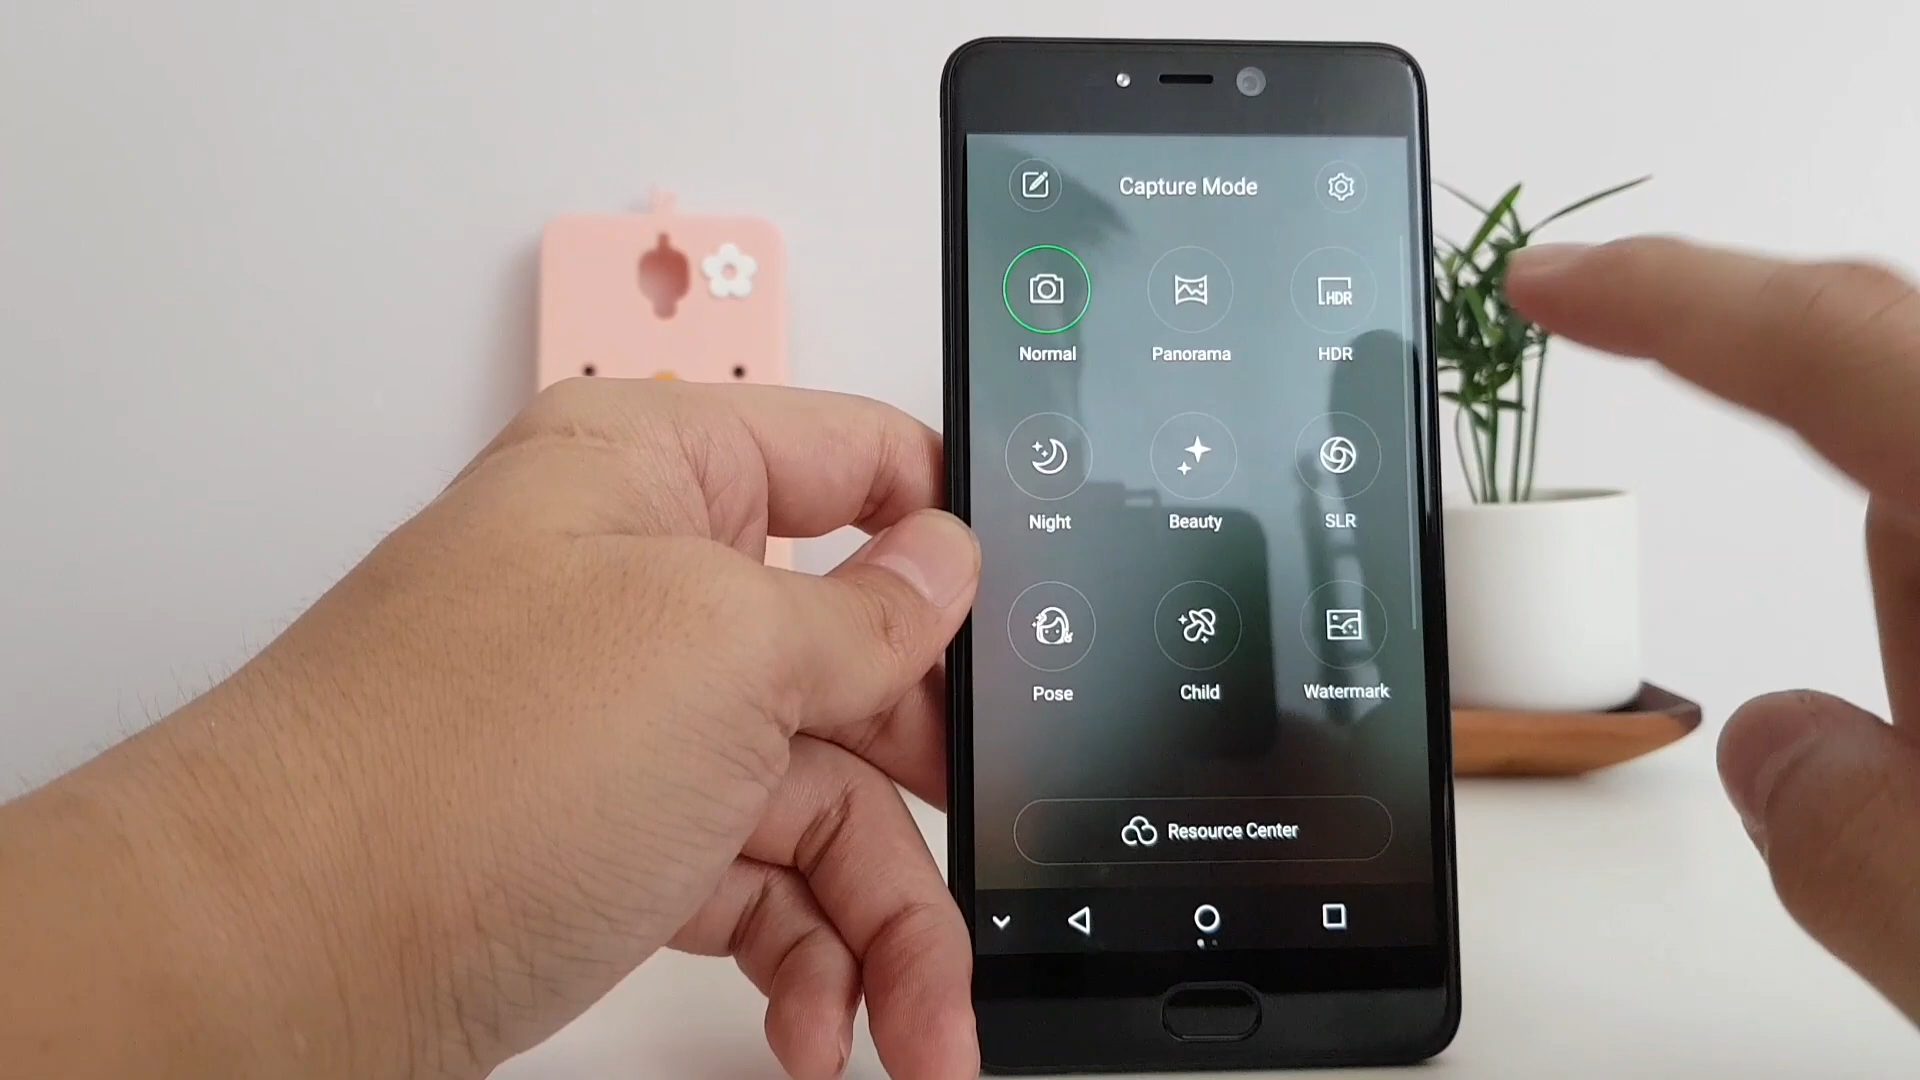 Capture Mode
HDR
Normal Panorama HDR
Night Beauty SLR
Pose Child Watermark
Resource Center